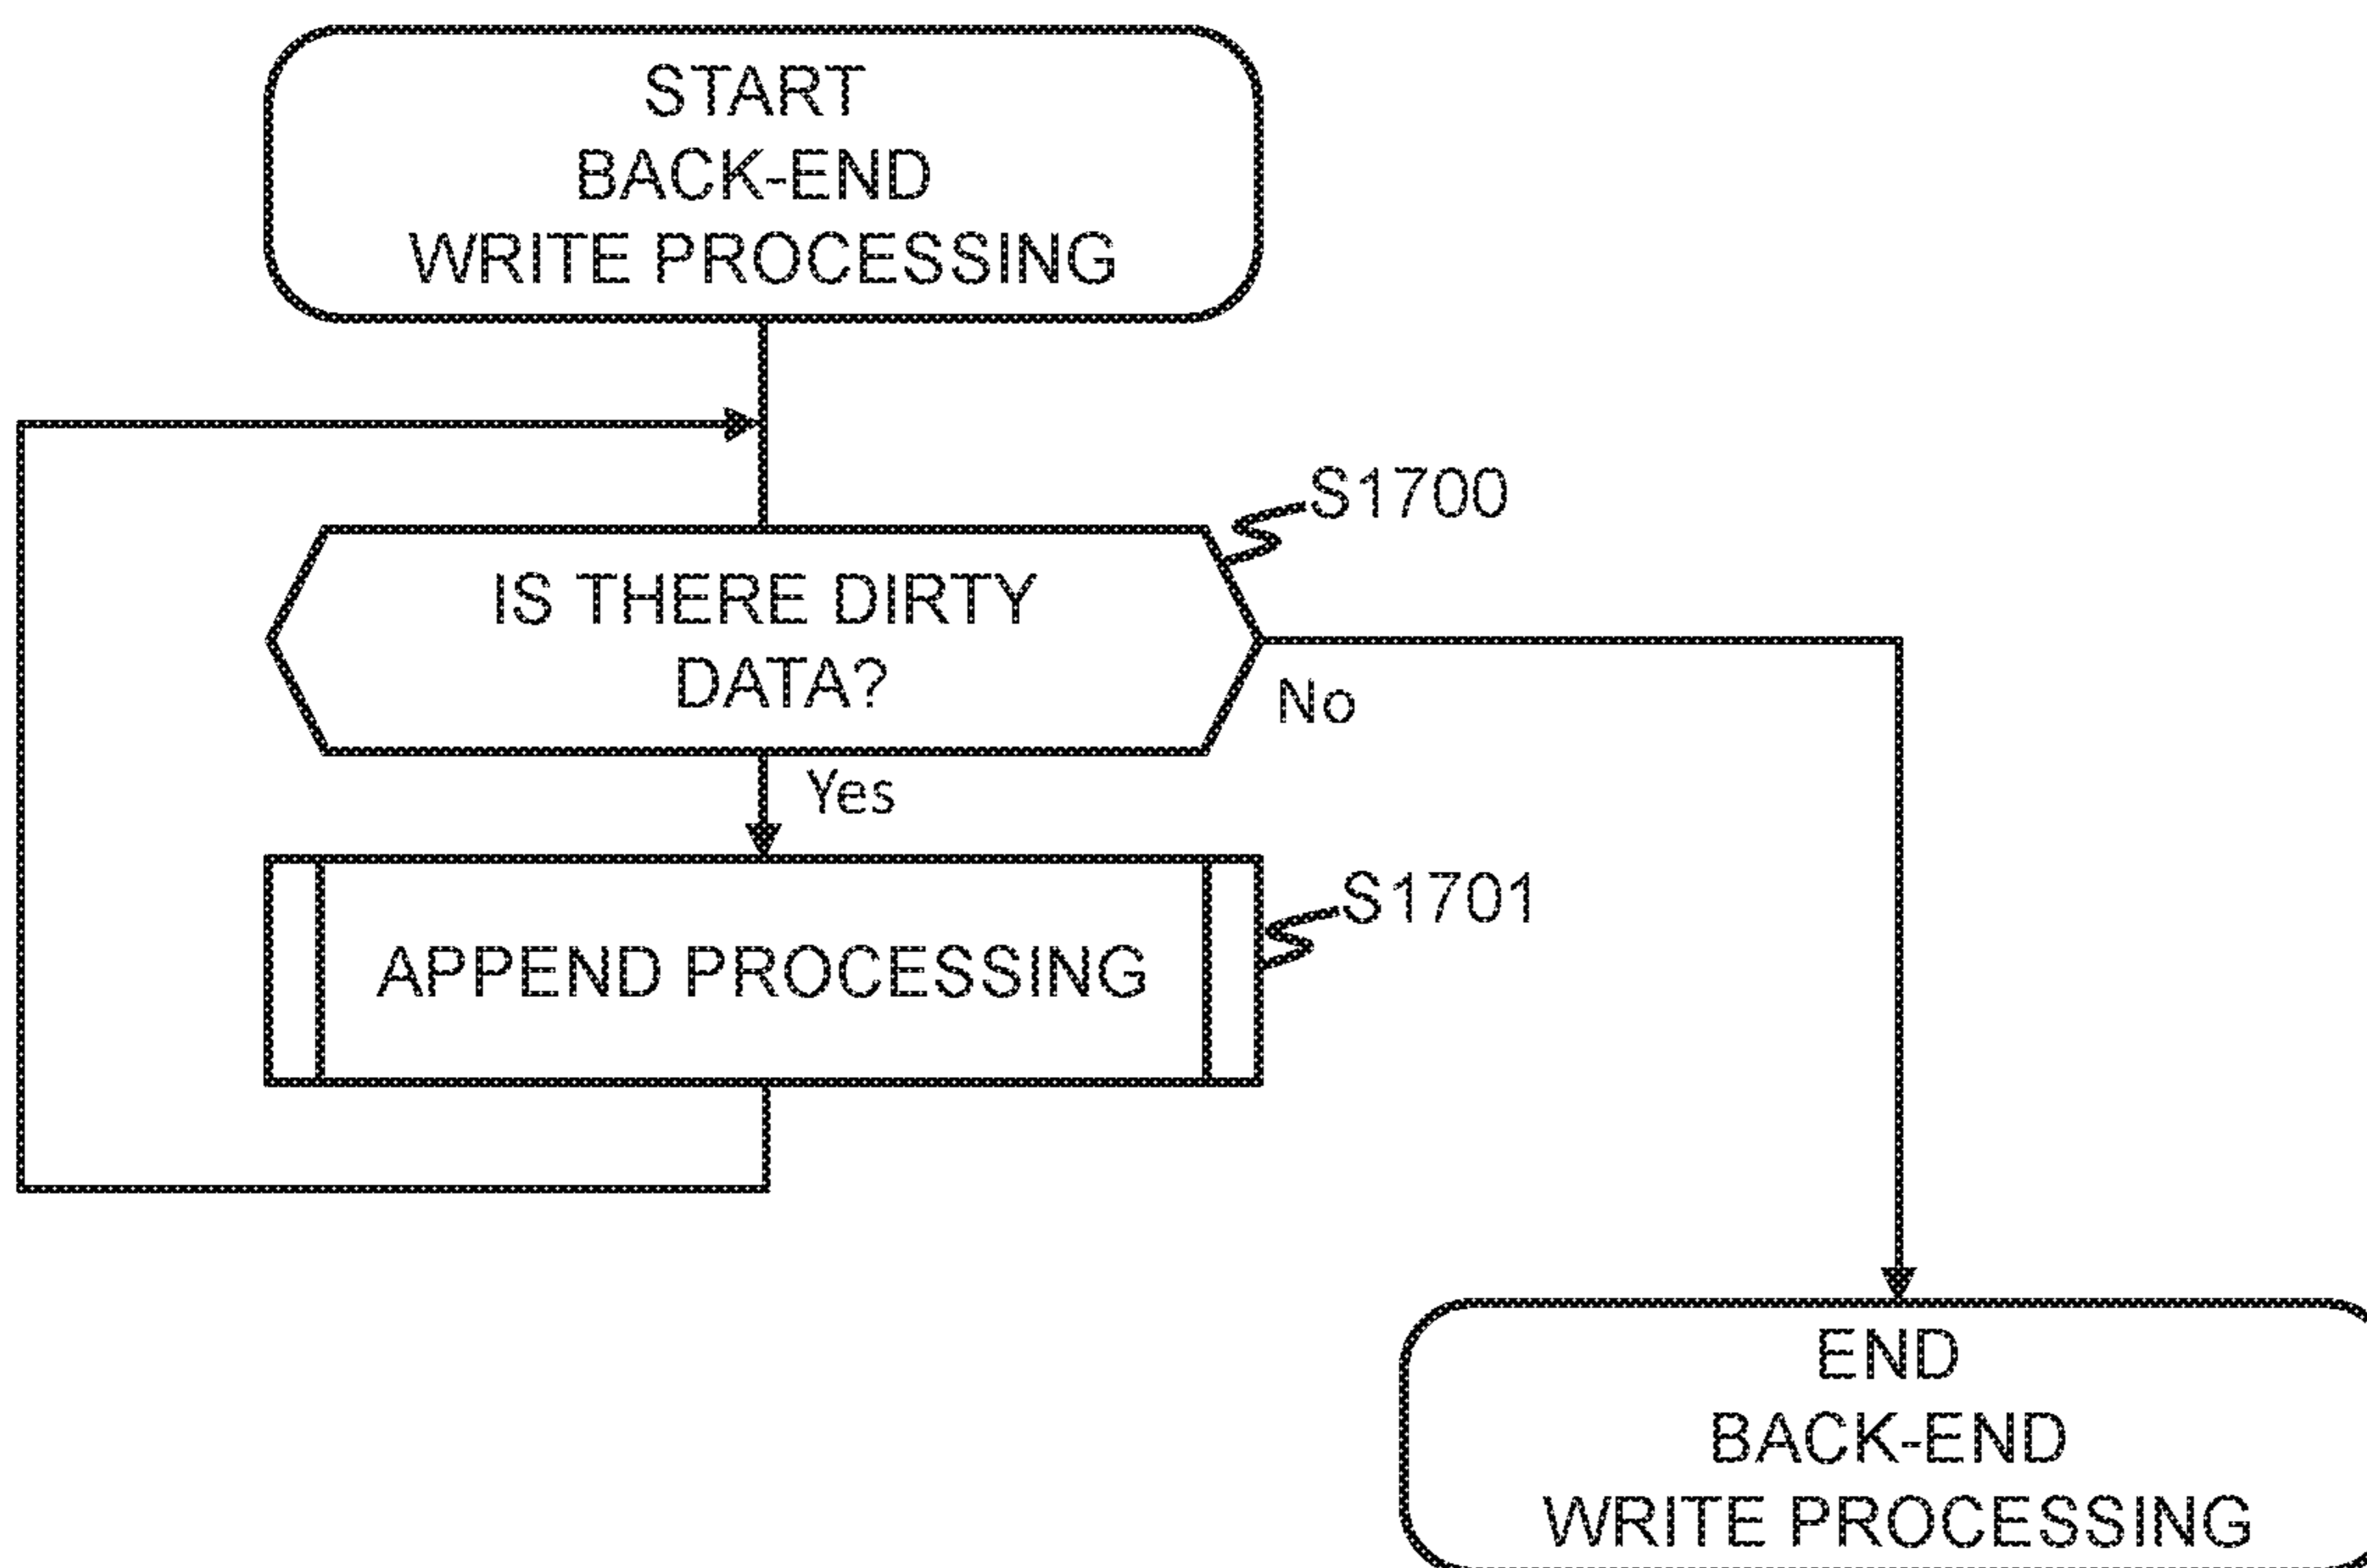 START
BACK-END
WRITE PROCESSING
S1700
IS THERE DIRTY
DATA?
No
Yes
S1701
APPEND PROCESSING
END
BACK-END
WRITE PROCESSING